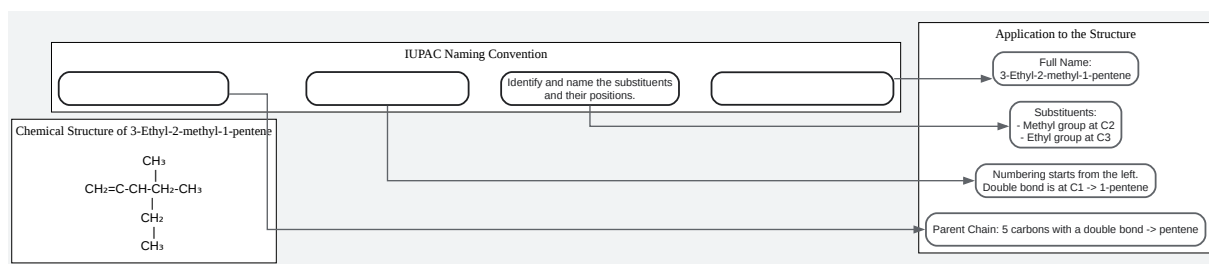 IUPAC Naming Convention
Identify and name the substituents
and their positions.
Application to the Structure
Full Name:
3-Ethyl-2-methyl-1-pentene
Substituents:
- Methyl group at C2
- Ethyl group at C3
Numbering starts from the left.
Double bond is at C1 -> 1-pentene
Parent Chain: 5 carbons with a double bond -> pentene
Chemical Structure of 3-Ethyl-2-methyl-1-pentene
CH₃
|
CH₂=C-CH-CH₂-CH₃
|
CH₂
|
CH₃